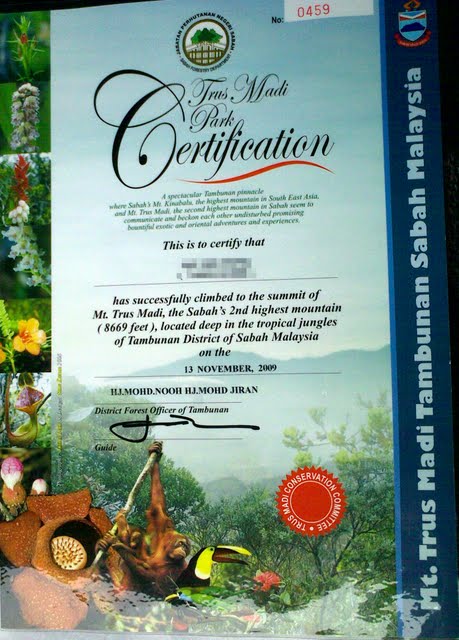 No:
0459
JABATAN PERHUTANAN NEGERI SABAH
Trus Madi
Park
Certification
A spectacular Tambunan pinnacle
where Sabah's Mt. Kinabalu, the highest mountain in South East Asia,
and Mt. Trus Madi, the second highest mountain in Sabah seem to
communicate and beckon each other undisturbed promising
bountiful exotic and oriental adventures and experiences.
This is to certify that
has successfully climbed to the summit of
Mt. Trus Madi, the Sabah's 2nd highest mountain
( 8669 feet ), located deep in the tropical jungles
of Tambunan District of Sabah Malaysia
on the
13 NOVEMBER, 2009
HJ.MOHD.NOOH HJ.MOHD JIRAN
District Forest Officer of Tambunan
Guide
TRUS MADI CONSERVATION COMMITTEE
Mt. Trus Madi Tambunan Sabah Malaysia